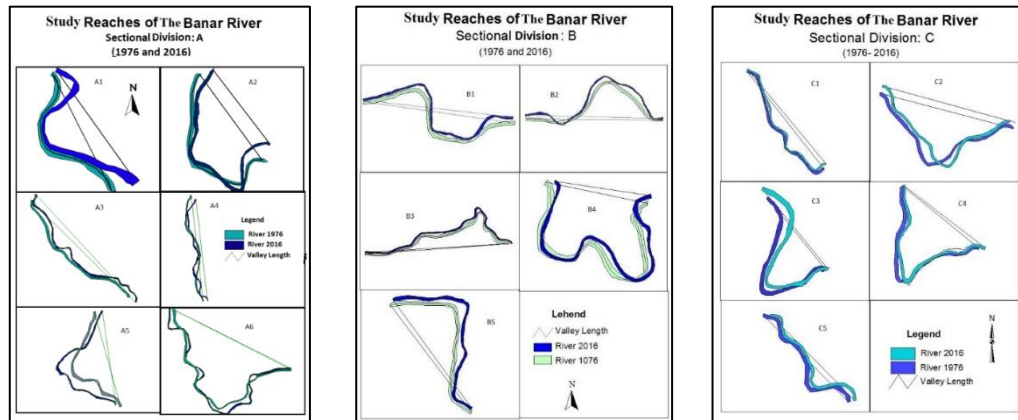 Study Reaches of The Banar River
Sectional Division: A
(1976 and 2016)
A1
N
A2
A3
A4
Legend
River 1976
River 2016
Valley Length
A5
A6
Study Reaches of The Banar River
Sectional Division : B
(1976 and 2016)
B1
B2
B3
B4
B5
Lehend
Valley Length
River 2016
River 1076
N
Study Reaches of The Banar River
Sectional Division: C
(1976- 2016)
C1
C2
C3
C4
C5
Legend
River 2016
River 1976
Valley Length
N